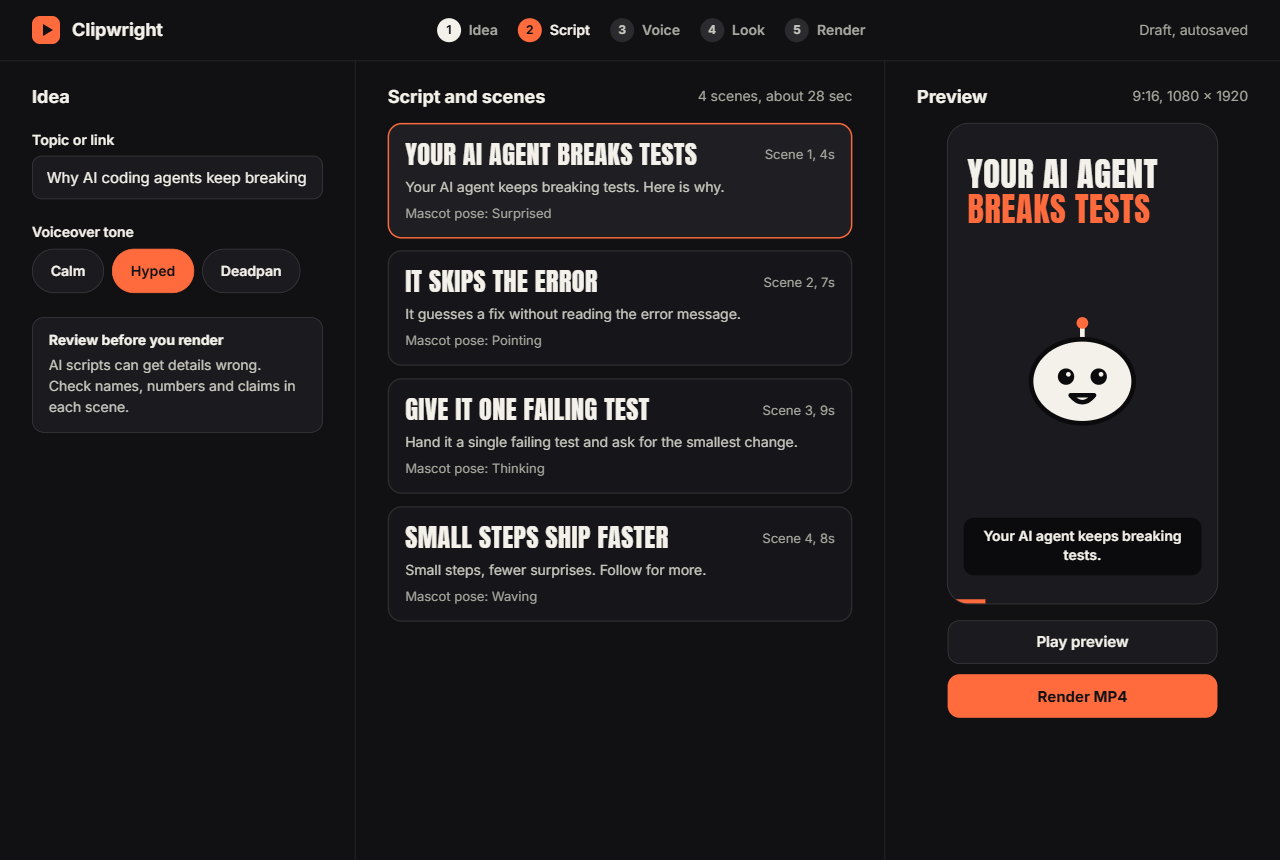 Clipwright
1 Idea
2 Script
3 Voice
4 Look
5 Render
Draft, autosaved
Idea
Topic or link
Why AI coding agents keep breaking
Voiceover tone
Calm
Hyped
Deadpan
Review before you render
AI scripts can get details wrong.
Check names, numbers and claims in
each scene.
Script and scenes
4 scenes, about 28 sec
YOUR AI AGENT BREAKS TESTS
Scene 1, 4s
Your AI agent keeps breaking tests. Here is why.
Mascot pose: Surprised
IT SKIPS THE ERROR
Scene 2, 7s
It guesses a fix without reading the error message.
Mascot pose: Pointing
GIVE IT ONE FAILING TEST
Scene 3, 9s
Hand it a single failing test and ask for the smallest change.
Mascot pose: Thinking
SMALL STEPS SHIP FASTER
Scene 4, 8s
Small steps, fewer surprises. Follow for more.
Mascot pose: Waving
Preview
9:16, 1080 × 1920
YOUR AI AGENT
BREAKS TESTS
Your AI agent keeps breaking
tests.
Play preview
Render MP4